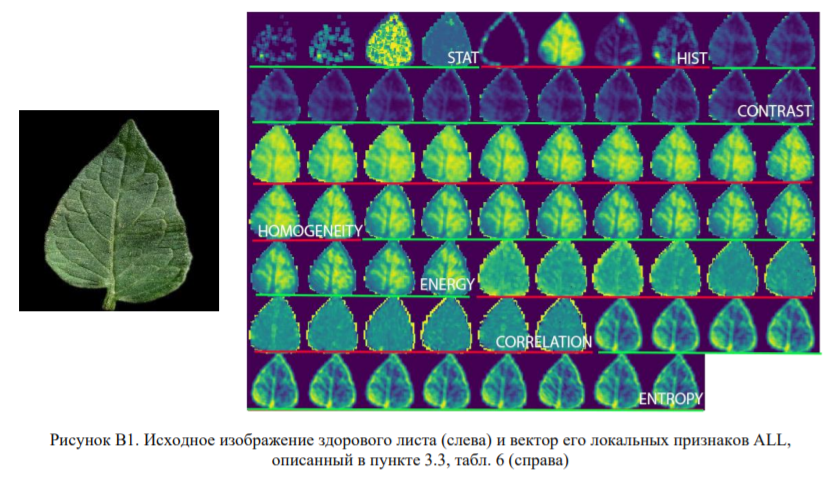 STAT
HIST
CONTRAST
HOMOGENEITY
ENERGY
CORRELATION
ENTROPY
Рисунок В1. Исходное изображение здорового листа (слева) и вектор его локальных признаков ALL,
описанный в пункте 3.3, табл. 6 (справа)